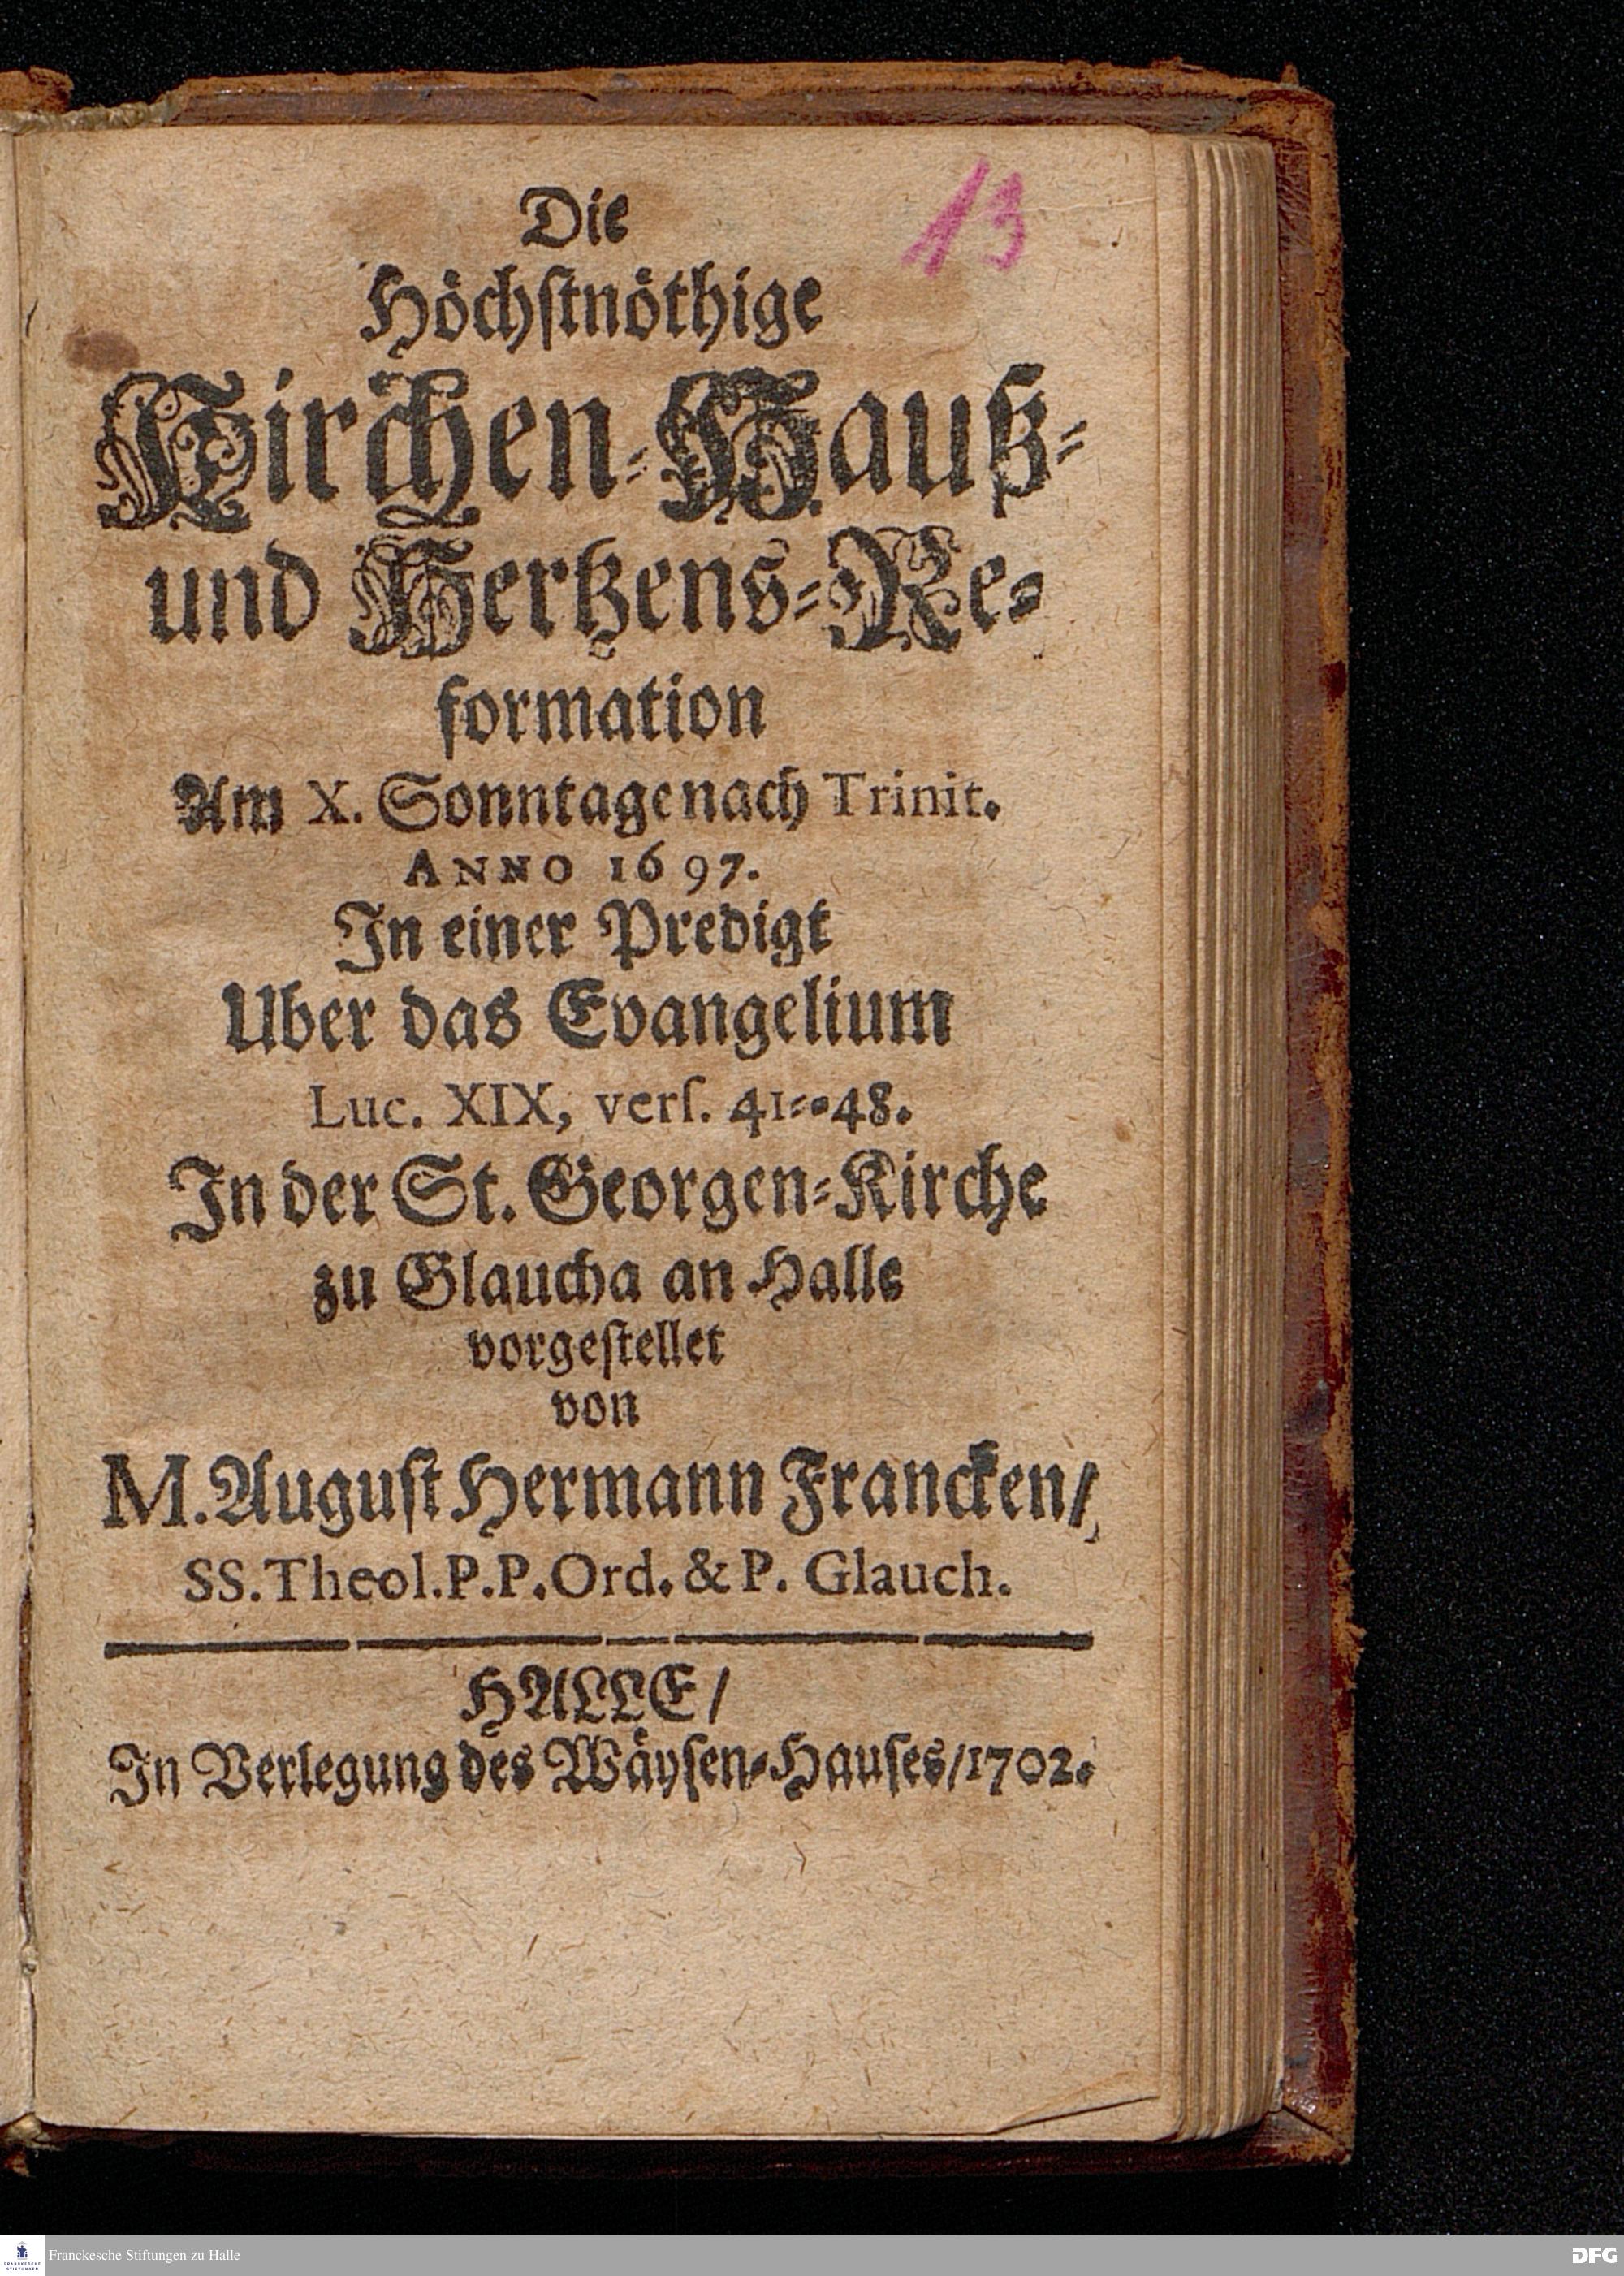 13
Die
Höchſtnöthige
Kirchen-Hauß-
und Hertzens-Re-
formation
Am X. Sonntage nach Trinit.
ANNO 1697.
In einer Predigt
Uber das Evangelium
Luc. XIX, verſ. 41--48.
In der St. Georgen-Kirche
zu Glaucha an Halle
vorgeſtellet
von
M. Auguſt Hermann Francken/
SS. Theol. P. P. Ord. & P. Glauch.
HALLE/
In Verlegung des Wäyſen-Hauſes/1702.
FRANCKESCHE
STIFTUNGEN
Franckesche Stiftungen zu Halle
DFG